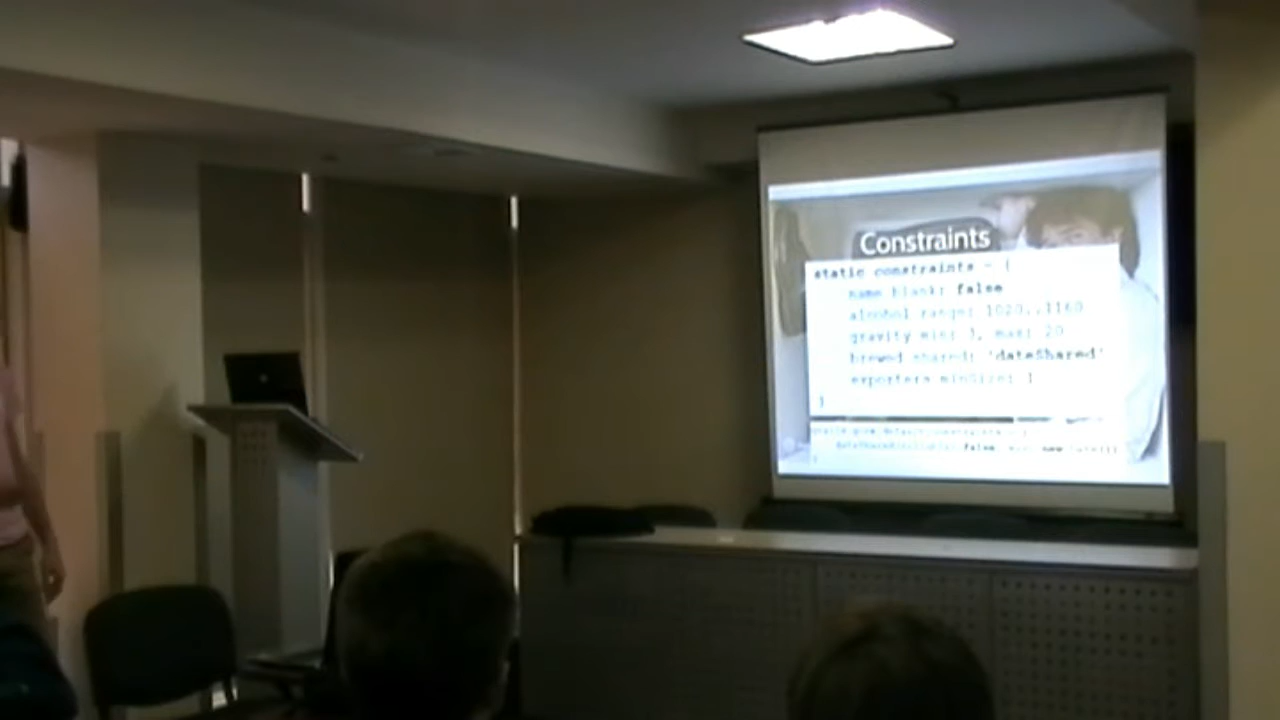 Constraints
static constraints = {
name blank: false
alcohol range: 1020..1160
gravity min: 3, max: 20
brewed shared: 'dateShared'
exporters minSize: 1
}
false,